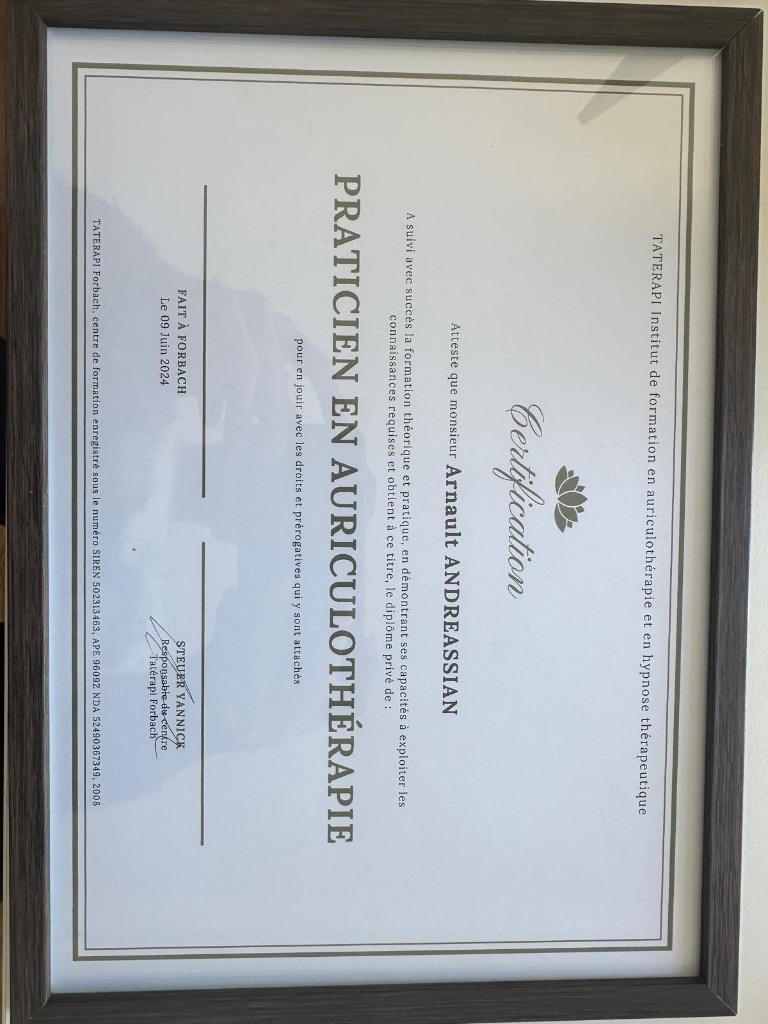 TATERAPI Institut de formation en auriculothérapie et en hypnose thérapeutique
Certification
Atteste que monsieur Arnault ANDREASSIAN
A suivi avec succès la formation théorique et pratique, en démontrant ses capacités à exploiter les
connaissances requises et obtient à ce titre, le diplôme privé de :
PRATICIEN EN AURICULOTHÉRAPIE
pour en jouir avec les droits et prérogatives qui y sont attachés
FAIT À FORBACH
Le 09 Juin 2024
STEUER YANNICK
Responsable du centre
Tatérapi Forbach
TATERAPI Forbach, centre de formation enregistré sous le numéro SIREN 502313463, APE 9609Z NDA 52490367349, 2008